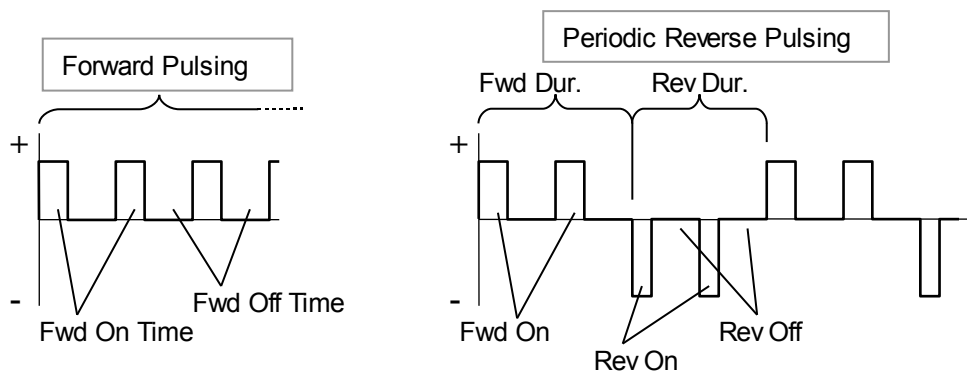 Forward Pulsing
+
-
Fwd On Time
Fwd Off Time
Periodic Reverse Pulsing
Fwd Dur.
Rev Dur.
+
-
Fwd On
Rev On
Rev Off